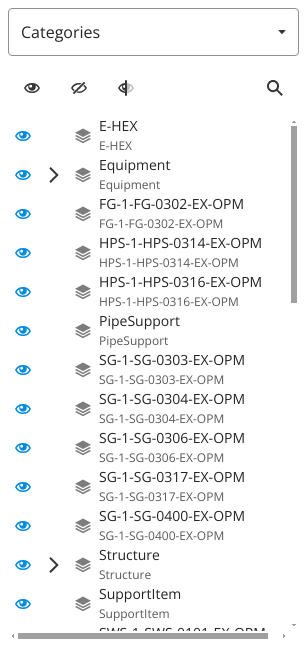 Categories
E-HEX
E-HEX
Equipment
Equipment
FG-1-FG-0302-EX-OPM
FG-1-FG-0302-EX-OPM
HPS-1-HPS-0314-EX-OPM
HPS-1-HPS-0314-EX-OPM
HPS-1-HPS-0316-EX-OPM
HPS-1-HPS-0316-EX-OPM
PipeSupport
PipeSupport
SG-1-SG-0303-EX-OPM
SG-1-SG-0303-EX-OPM
SG-1-SG-0304-EX-OPM
SG-1-SG-0304-EX-OPM
SG-1-SG-0306-EX-OPM
SG-1-SG-0306-EX-OPM
SG-1-SG-0317-EX-OPM
SG-1-SG-0317-EX-OPM
SG-1-SG-0400-EX-OPM
SG-1-SG-0400-EX-OPM
Structure
Structure
SupportItem
SupportItem